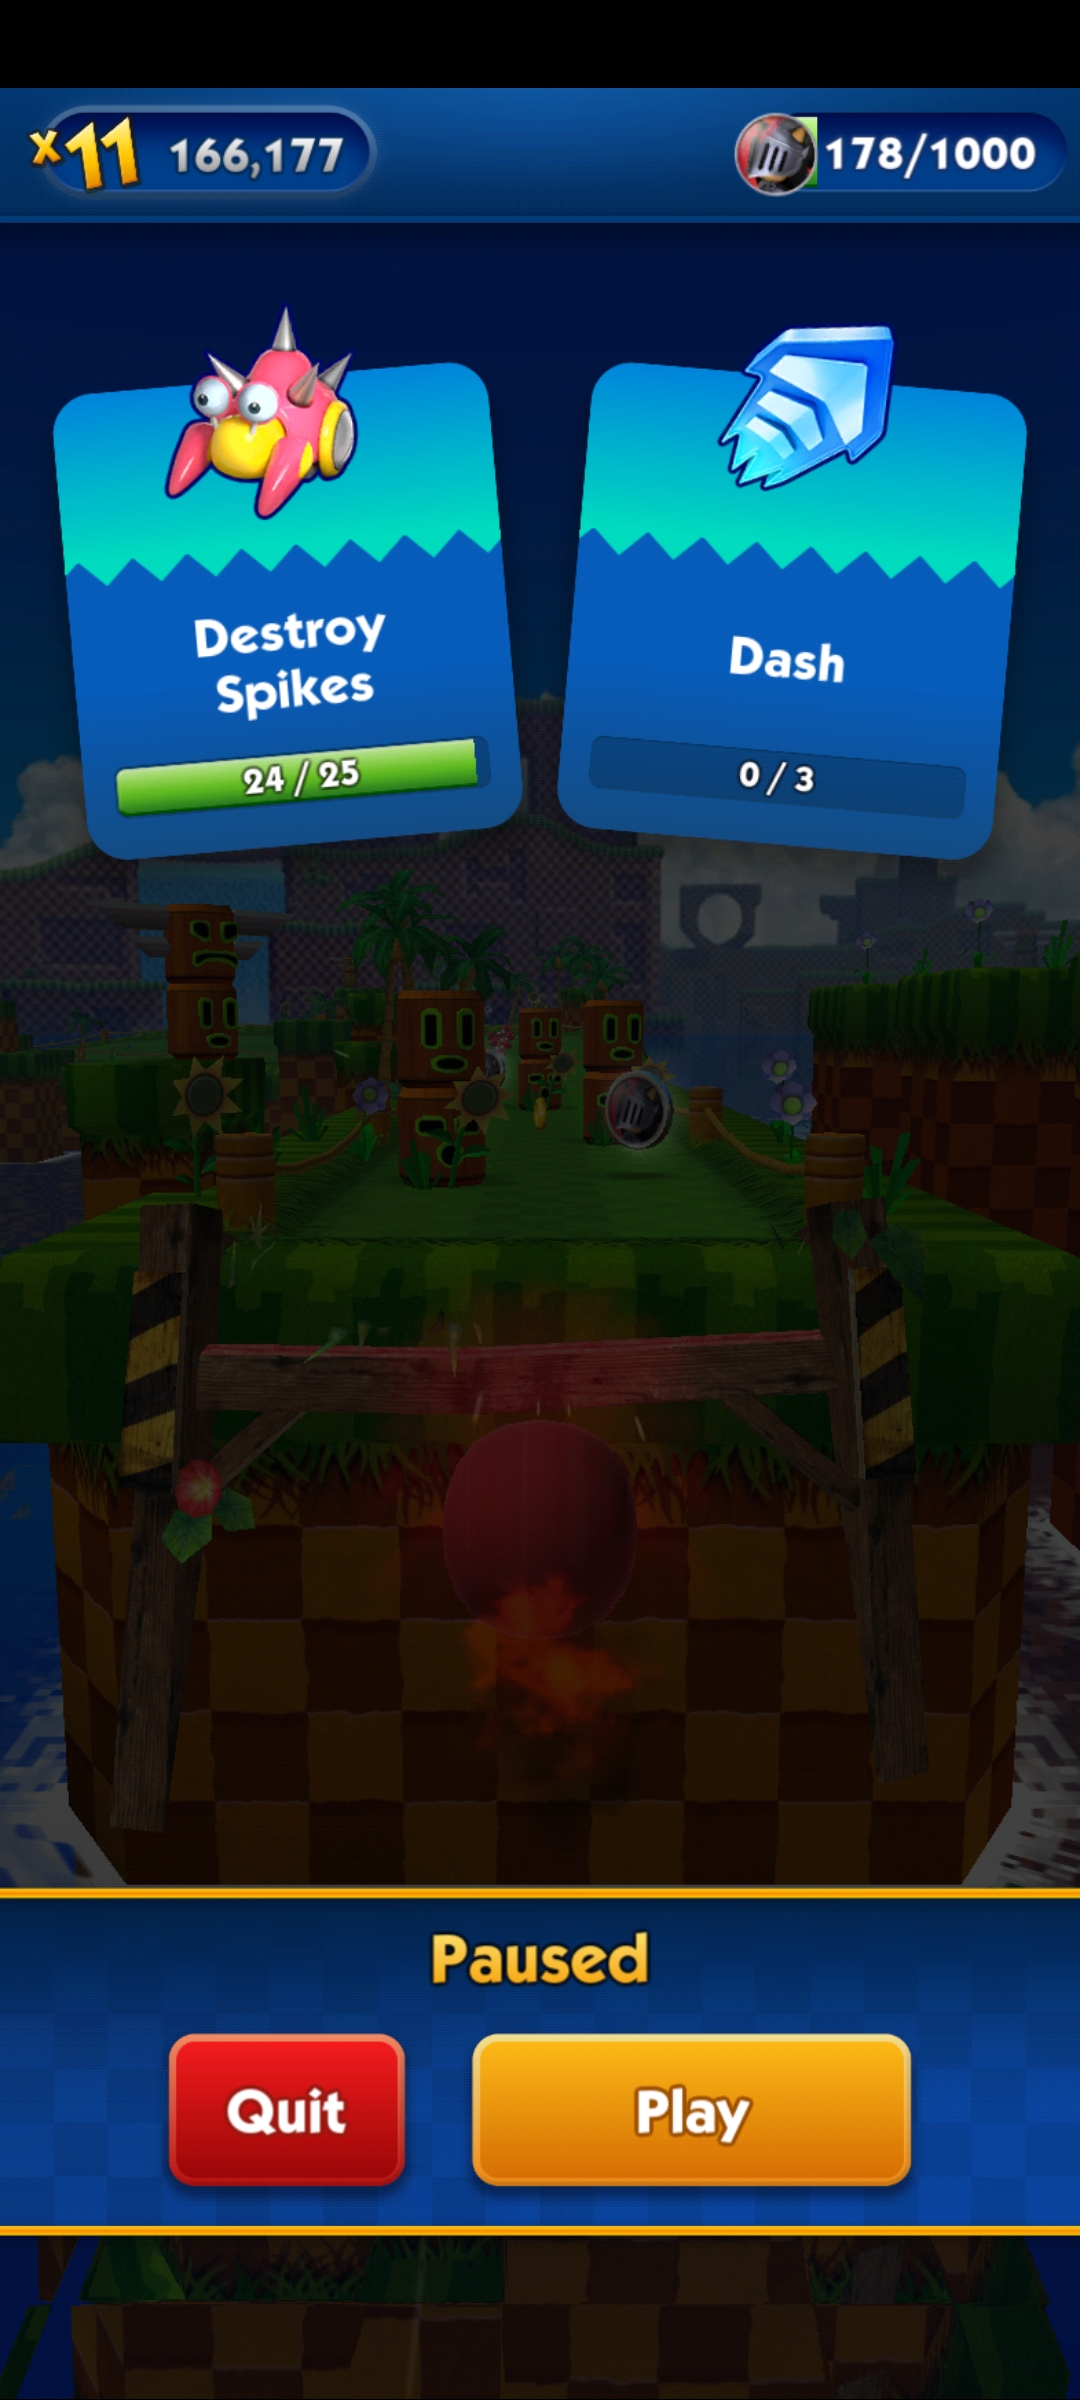 x11 166,177
178/1000
Destroy
Spikes
24 / 25
Dash
0 / 3
Paused
Quit
Play